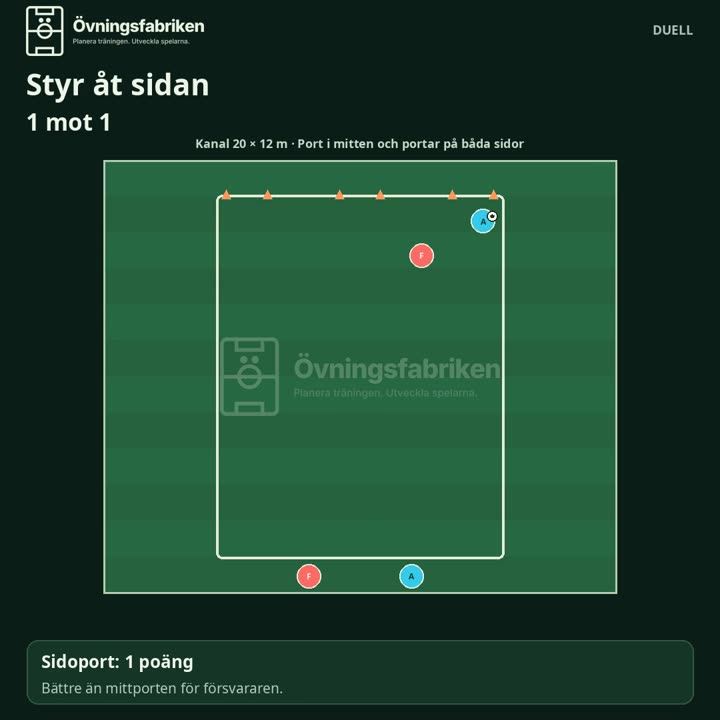 Övningsfabriken
Planera träningen. Utveckla spelarna.
DUELL
Styr åt sidan
1 mot 1
Kanal 20 × 12 m · Port i mitten och portar på båda sidor
A
F
Övningsfabriken
Planera träningen. Utveckla spelarna.
F
A
Sidoport: 1 poäng
Bättre än mittporten för försvararen.